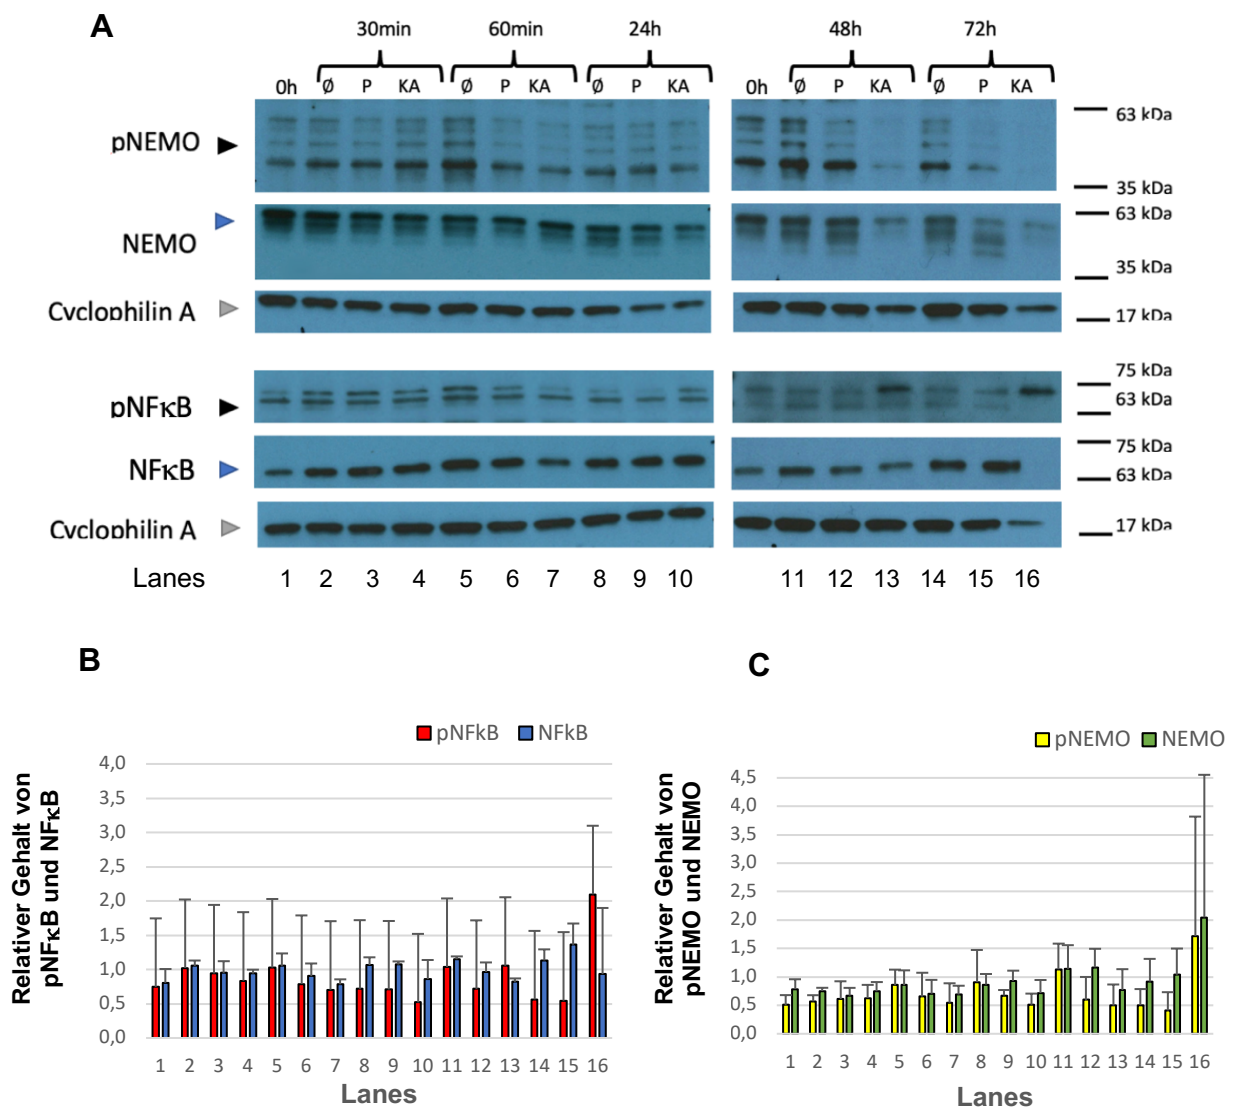 A
30min 60min 24h 48h 72h
0h Ø P KA Ø P KA Ø P KA 0h Ø P KA Ø P KA
63 kDa
pNEMO
35 kDa
63 kDa
NEMO
35 kDa
Cyclophilin A
17 kDa
75 kDa
63 kDa
pNFκB
75 kDa
NFκB
63 kDa
Cyclophilin A
17 kDa
Lanes 1 2 3 4 5 6 7 8 9 10 11 12 13 14 15 16
B
pNFkB NFkB
Relativer Gehalt von
pNFκB und NFκB
4,0
3,5
3,0
2,5
2,0
1,5
1,0
0,5
0,0
1 2 3 4 5 6 7 8 9 10 11 12 13 14 15 16
Lanes
C
pNEMO NEMO
Relativer Gehalt von
pNEMO und NEMO
4,5
4,0
3,5
3,0
2,5
2,0
1,5
1,0
0,5
0,0
1 2 3 4 5 6 7 8 9 10 11 12 13 14 15 16
Lanes